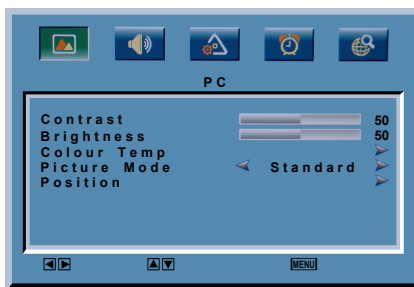 PC
Contrast 50
Brightness 50
Colour Temp
Picture Mode Standard
Position
MENU